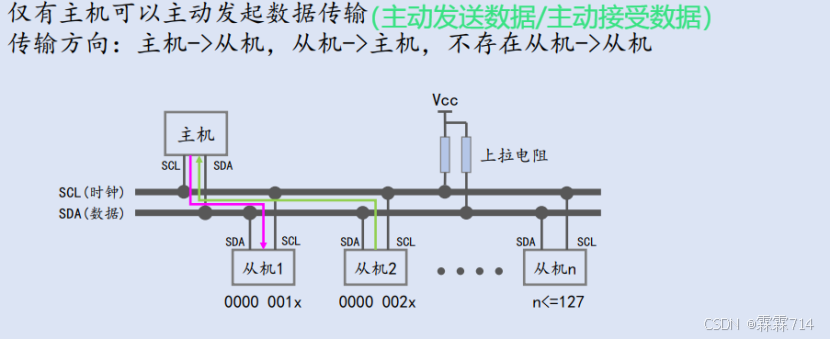 仅有主机可以主动发起数据传输(主动发送数据/主动接受数据)
传输方向：主机->从机，从机->主机，不存在从机->从机
Vcc
主机
上拉电阻
SCL
SDA
SCL(时钟)
SDA(数据)
SDA
SCL
SDA
SCL
SDA
SCL
从机1
从机2
从机n
0000 001x
0000 002x
n<=127
CSDN @霖霖714